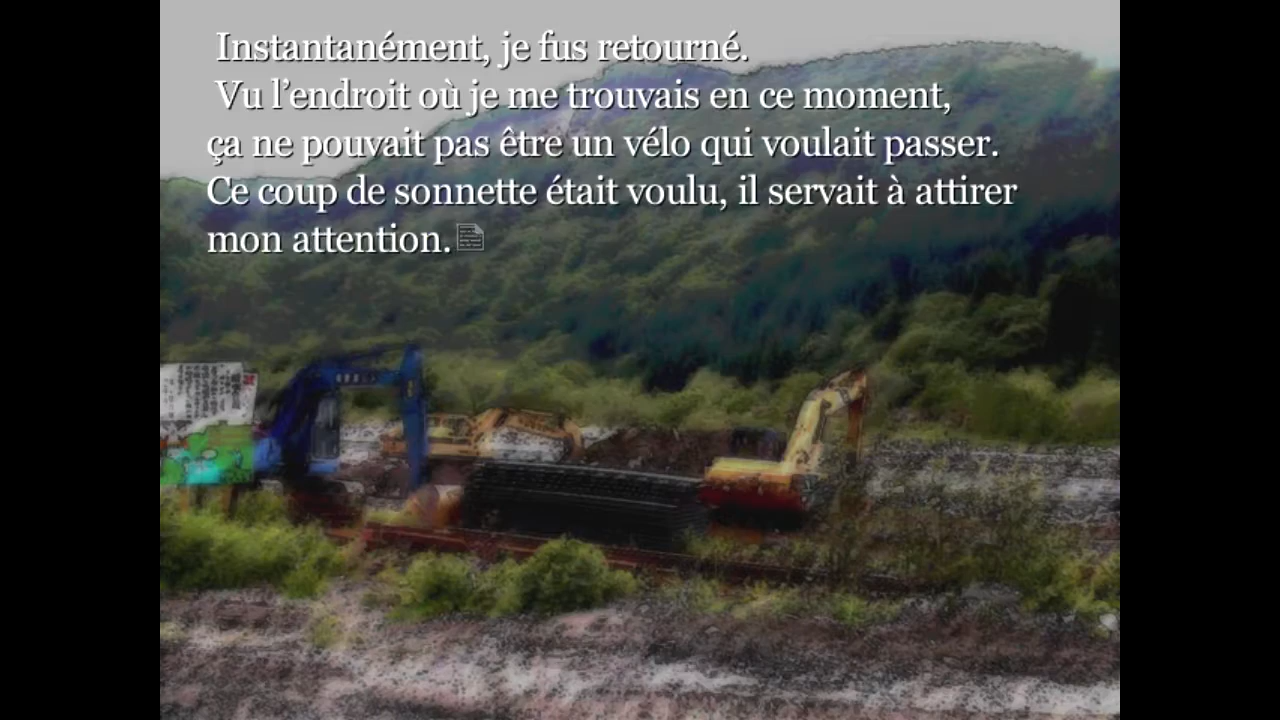 Instantanément, je fus retourné.
Vu l’endroit où je me trouvais en ce moment,
ça ne pouvait pas être un vélo qui voulait passer.
Ce coup de sonnette était voulu, il servait à attirer
mon attention.